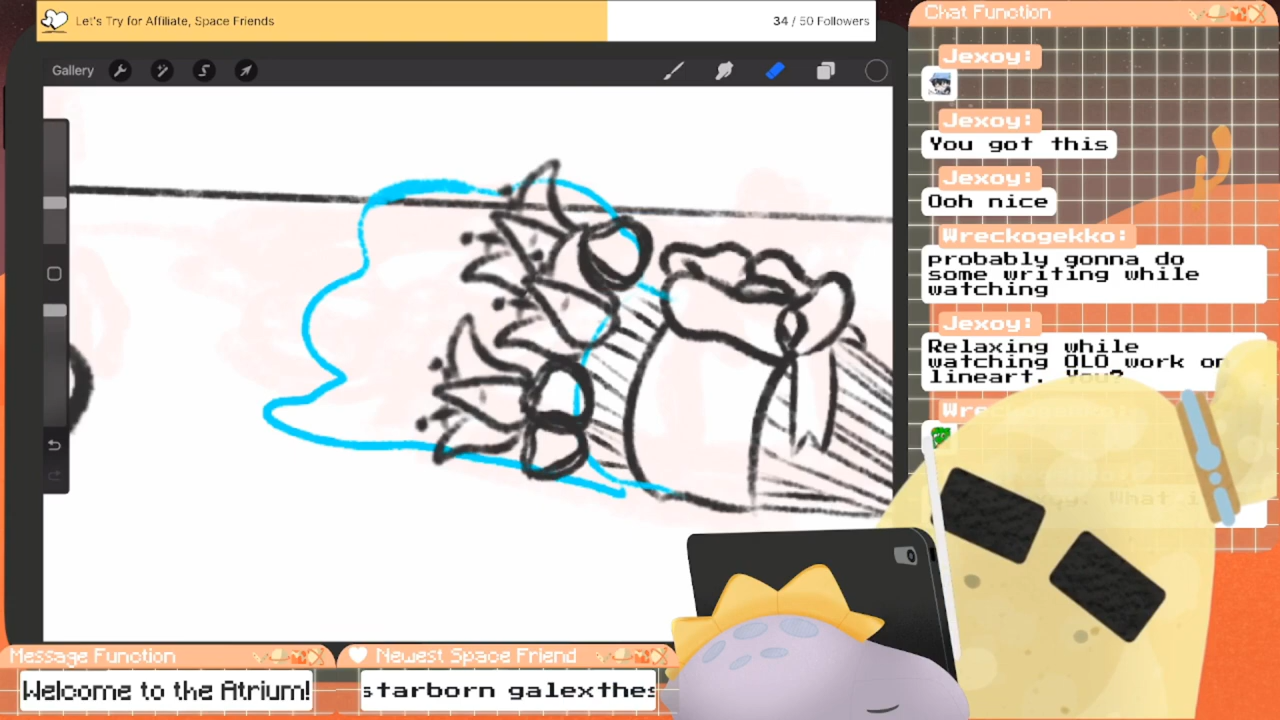 Let's Try for Affiliate, Space Friends
34 / 50 Followers
Gallery
Chat Function
Jexoy:
Jexoy:
You got this
Jexoy:
Ooh nice
Wreckogekko:
probably gonna do
some writing while
watching
Jexoy:
Relaxing while
watching OLO work on
lineart. You?
Message Function
Welcome to the Atrium!
Newest Space Friend
starborn galexthes